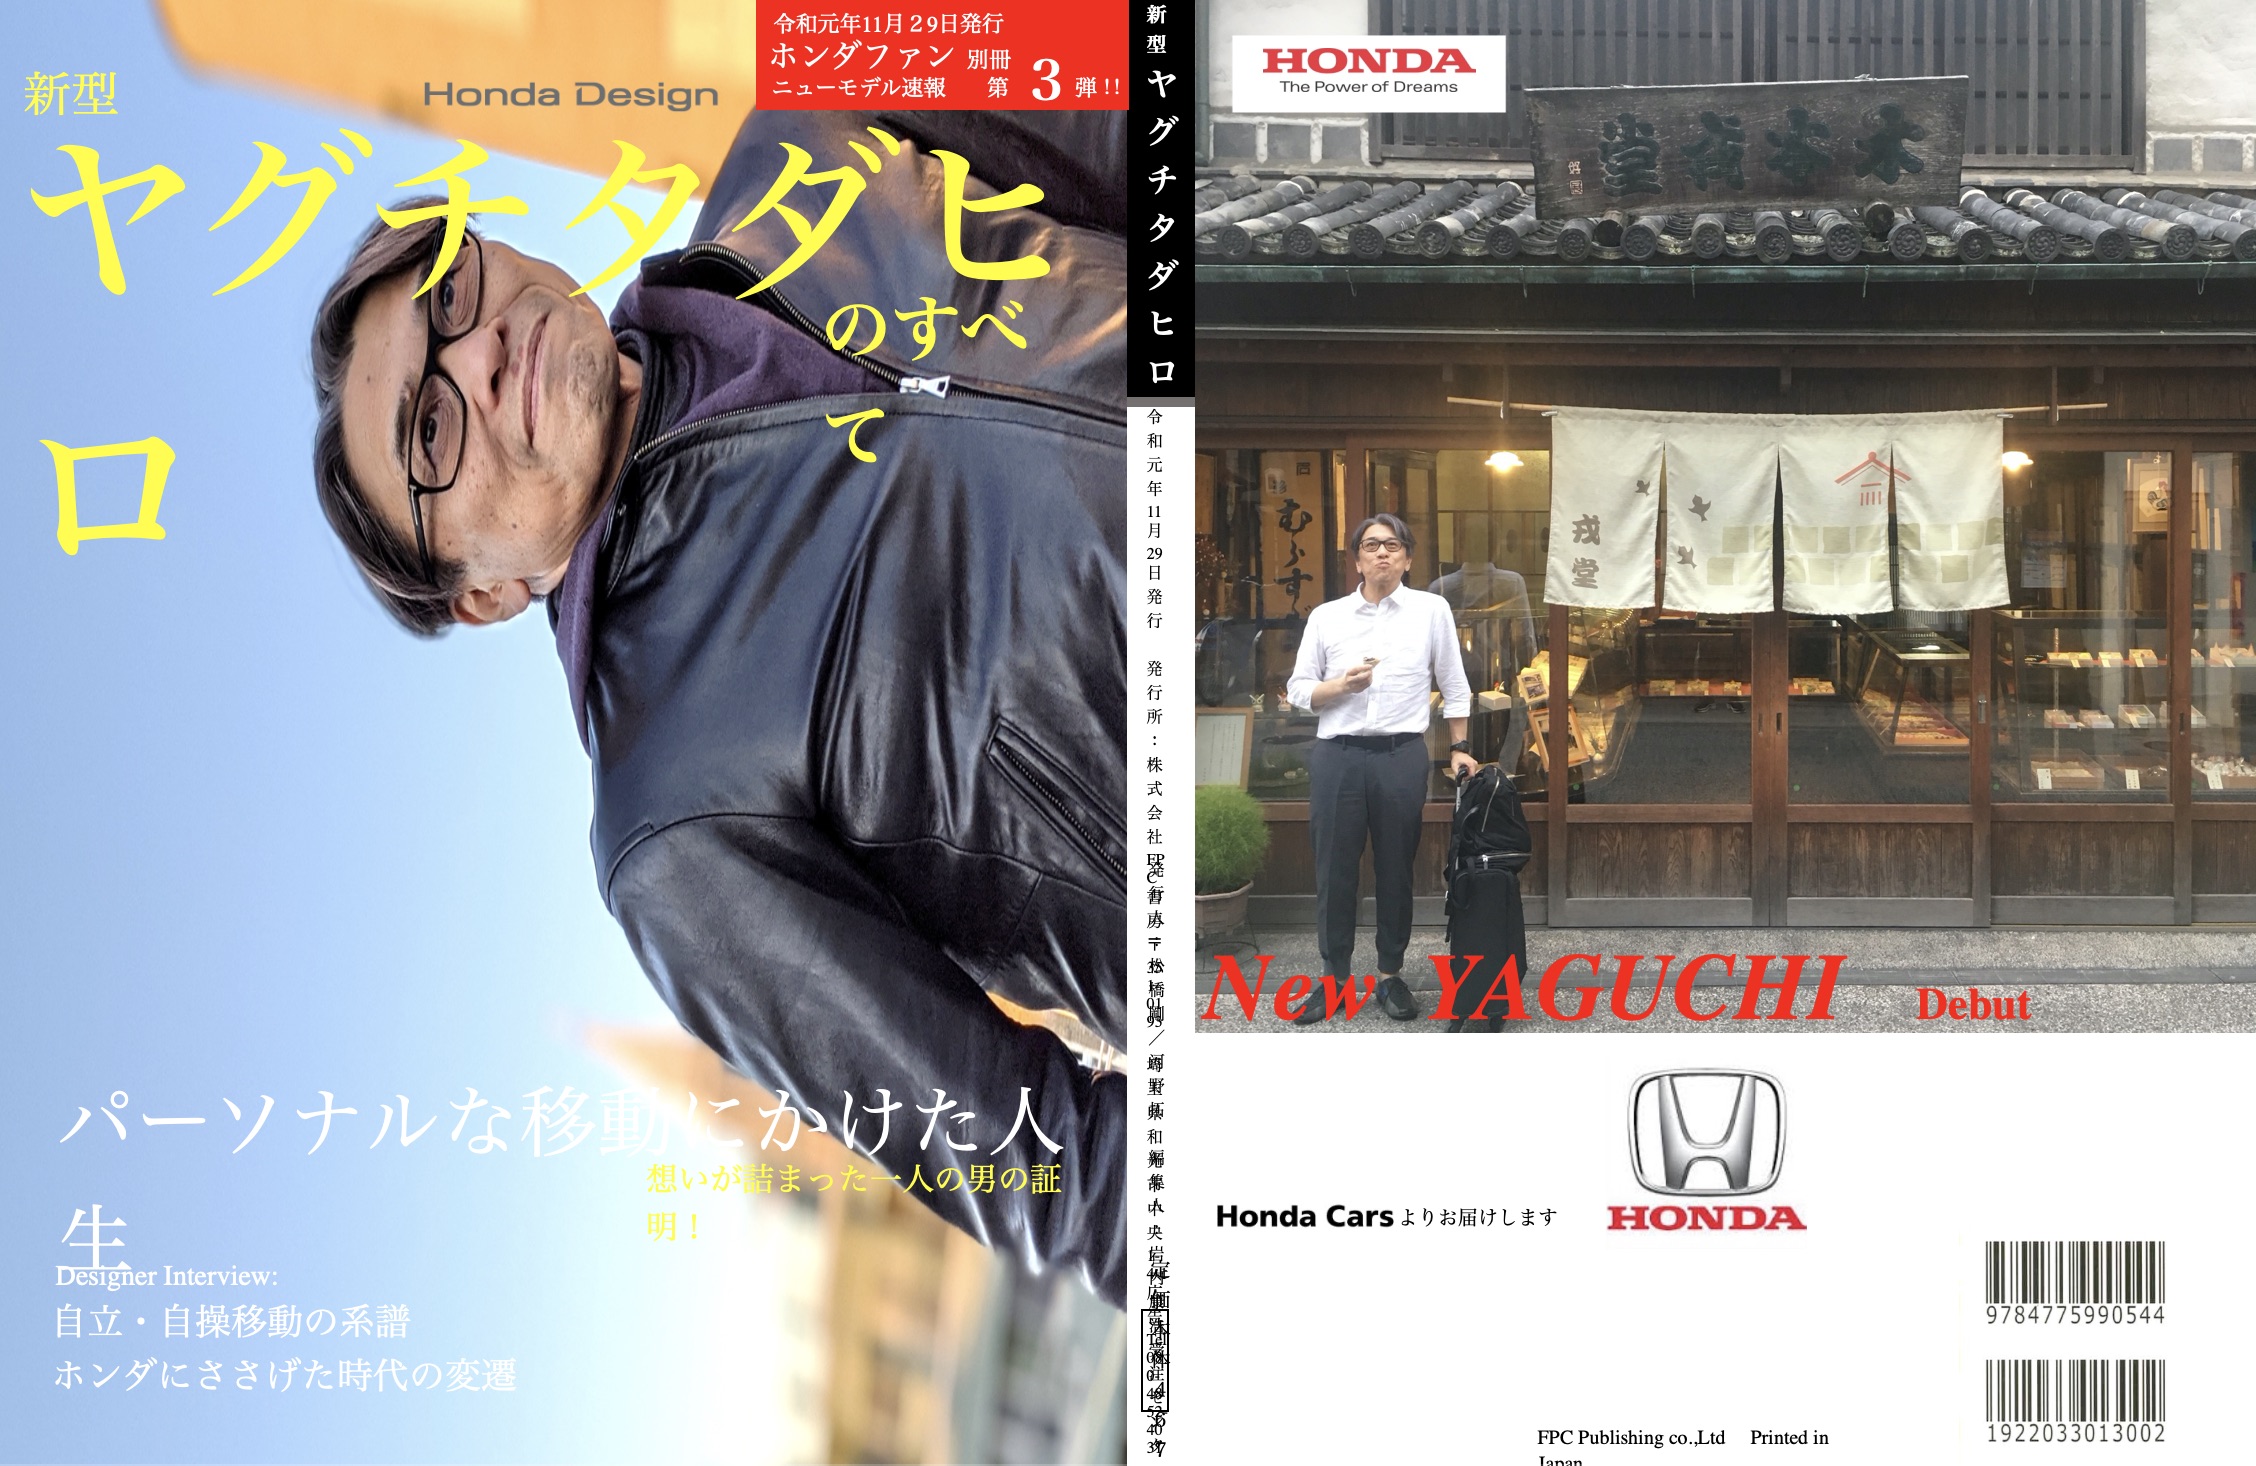 令和元年11月29日発行
ホンダファン 別冊
ニューモデル速報 第3弾!!
Honda Design
新型
ヤグチタダヒ
ロ
のすべ
て
パーソナルな移動にかけた人
生
想いが詰まった一人の男の証
明！
Designer Interview:
自立・自操移動の系譜
ホンダにささげた時代の変遷
新型ヤグチタダヒロ
令和元年11月29日発行 発行所：株式会社
HONDA
The Power of Dreams
戎堂
むらすゞ
New YAGUCHI Debut
HONDA
Honda Cars よりお届けします
9784775990544
1922033013002
FPC Publishing co.,Ltd Printed in
Japan